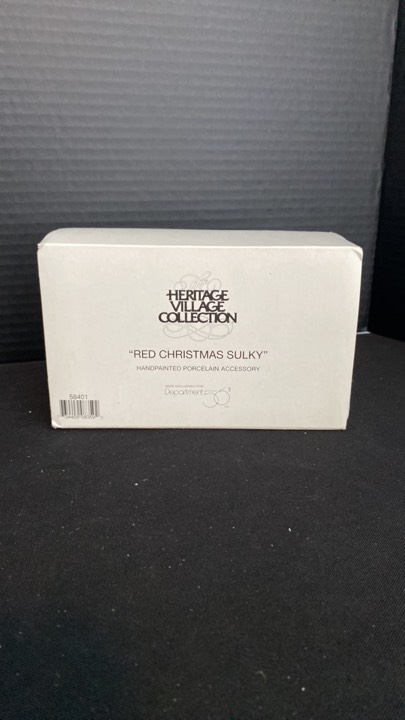 HERITAGE
VILLAGE
COLLECTION
"RED CHRISTMAS SULKY"
HANDPAINTED PORCELAIN ACCESSORY
Department 56
58401